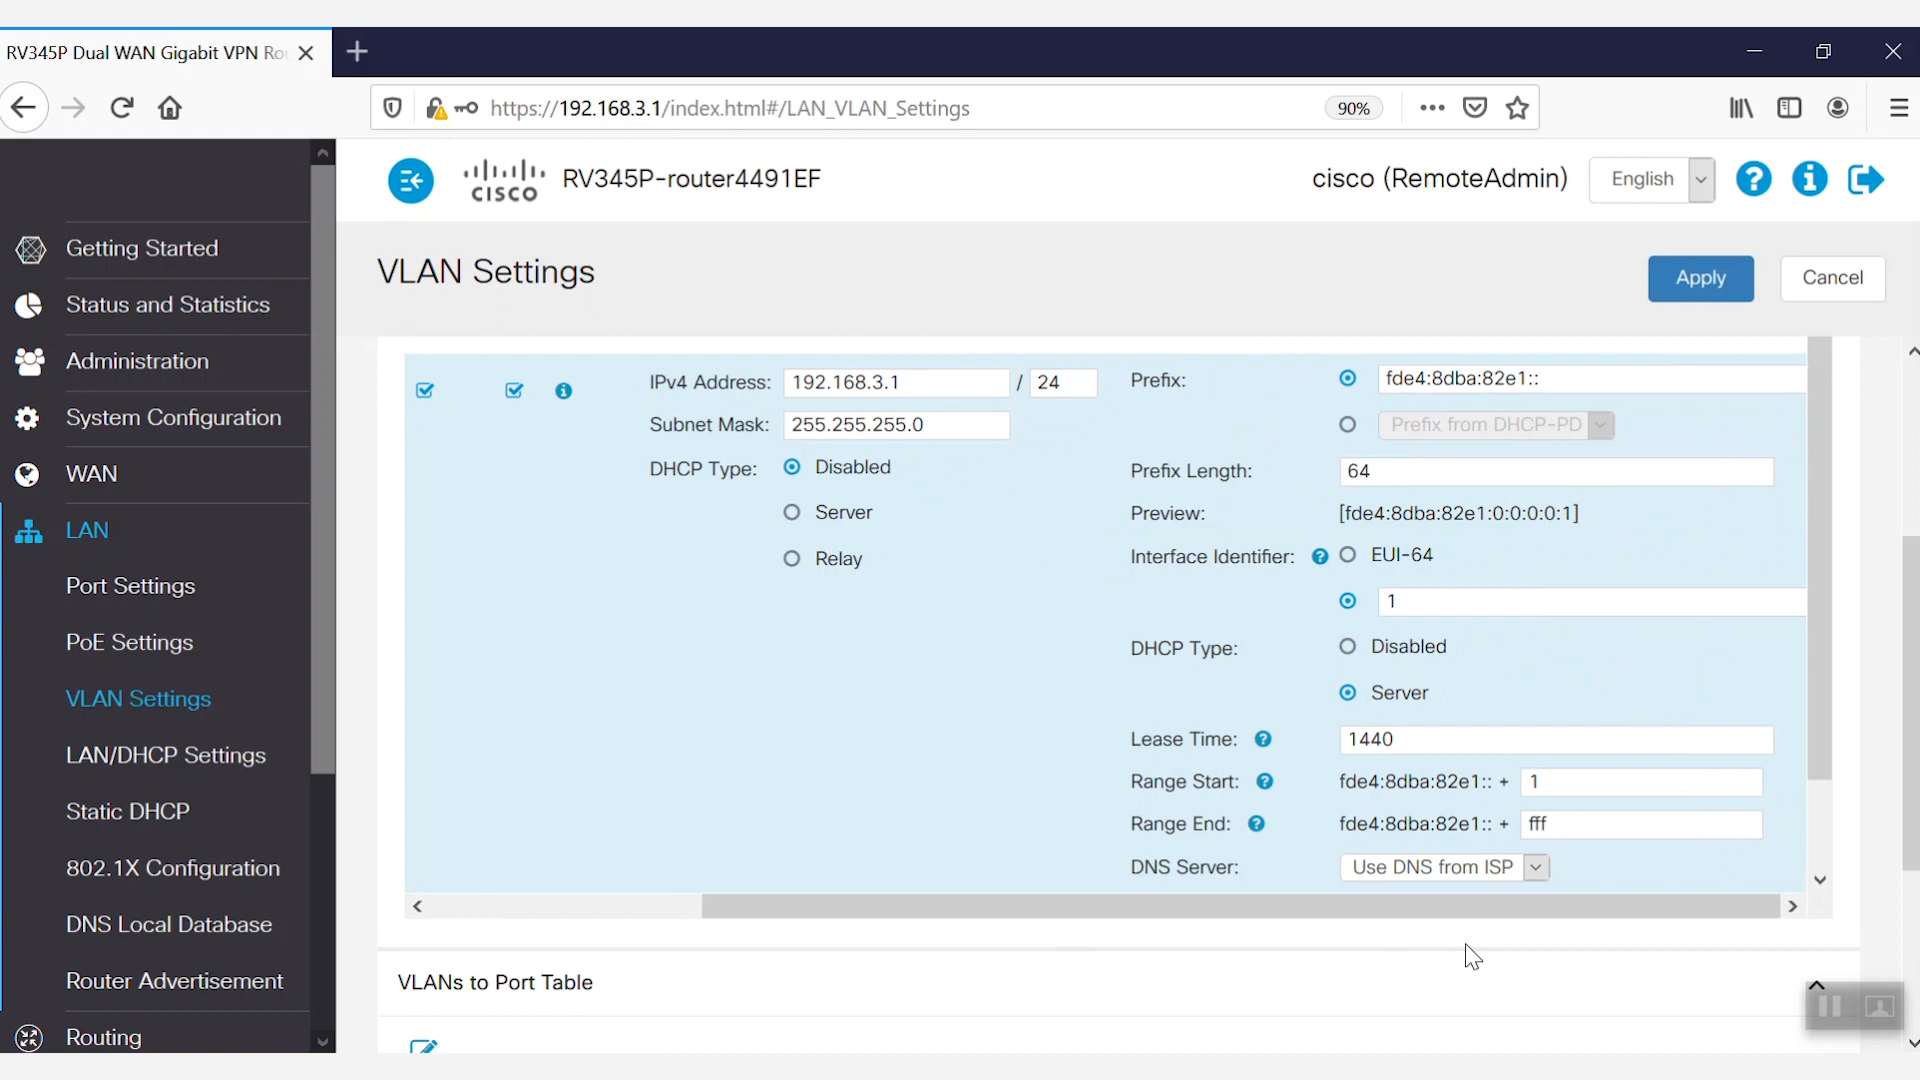 RV345P Dual WAN Gigabit VPN Ro
https://192.168.3.1/index.html#/LAN_VLAN_Settings
90%
CISCO
RV345P-router4491EF
cisco (RemoteAdmin)
English
Getting Started
Status and Statistics
Administration
System Configuration
WAN
LAN
Port Settings
PoE Settings
VLAN Settings
LAN/DHCP Settings
Static DHCP
802.1X Configuration
DNS Local Database
Router Advertisement
Routing
VLAN Settings
Apply
Cancel
IPv4 Address: 192.168.3.1 / 24
Subnet Mask: 255.255.255.0
DHCP Type: Disabled
Server
Relay
Prefix: fde4:8dba:82e1::
Prefix from DHCP-PD
Prefix Length: 64
Preview: [fde4:8dba:82e1:0:0:0:0:1]
Interface Identifier: ? EUI-64
1
DHCP Type: Disabled
Server
Lease Time: ? 1440
Range Start: ? fde4:8dba:82e1:: + 1
Range End: ? fde4:8dba:82e1:: + fff
DNS Server: Use DNS from ISP
VLANs to Port Table